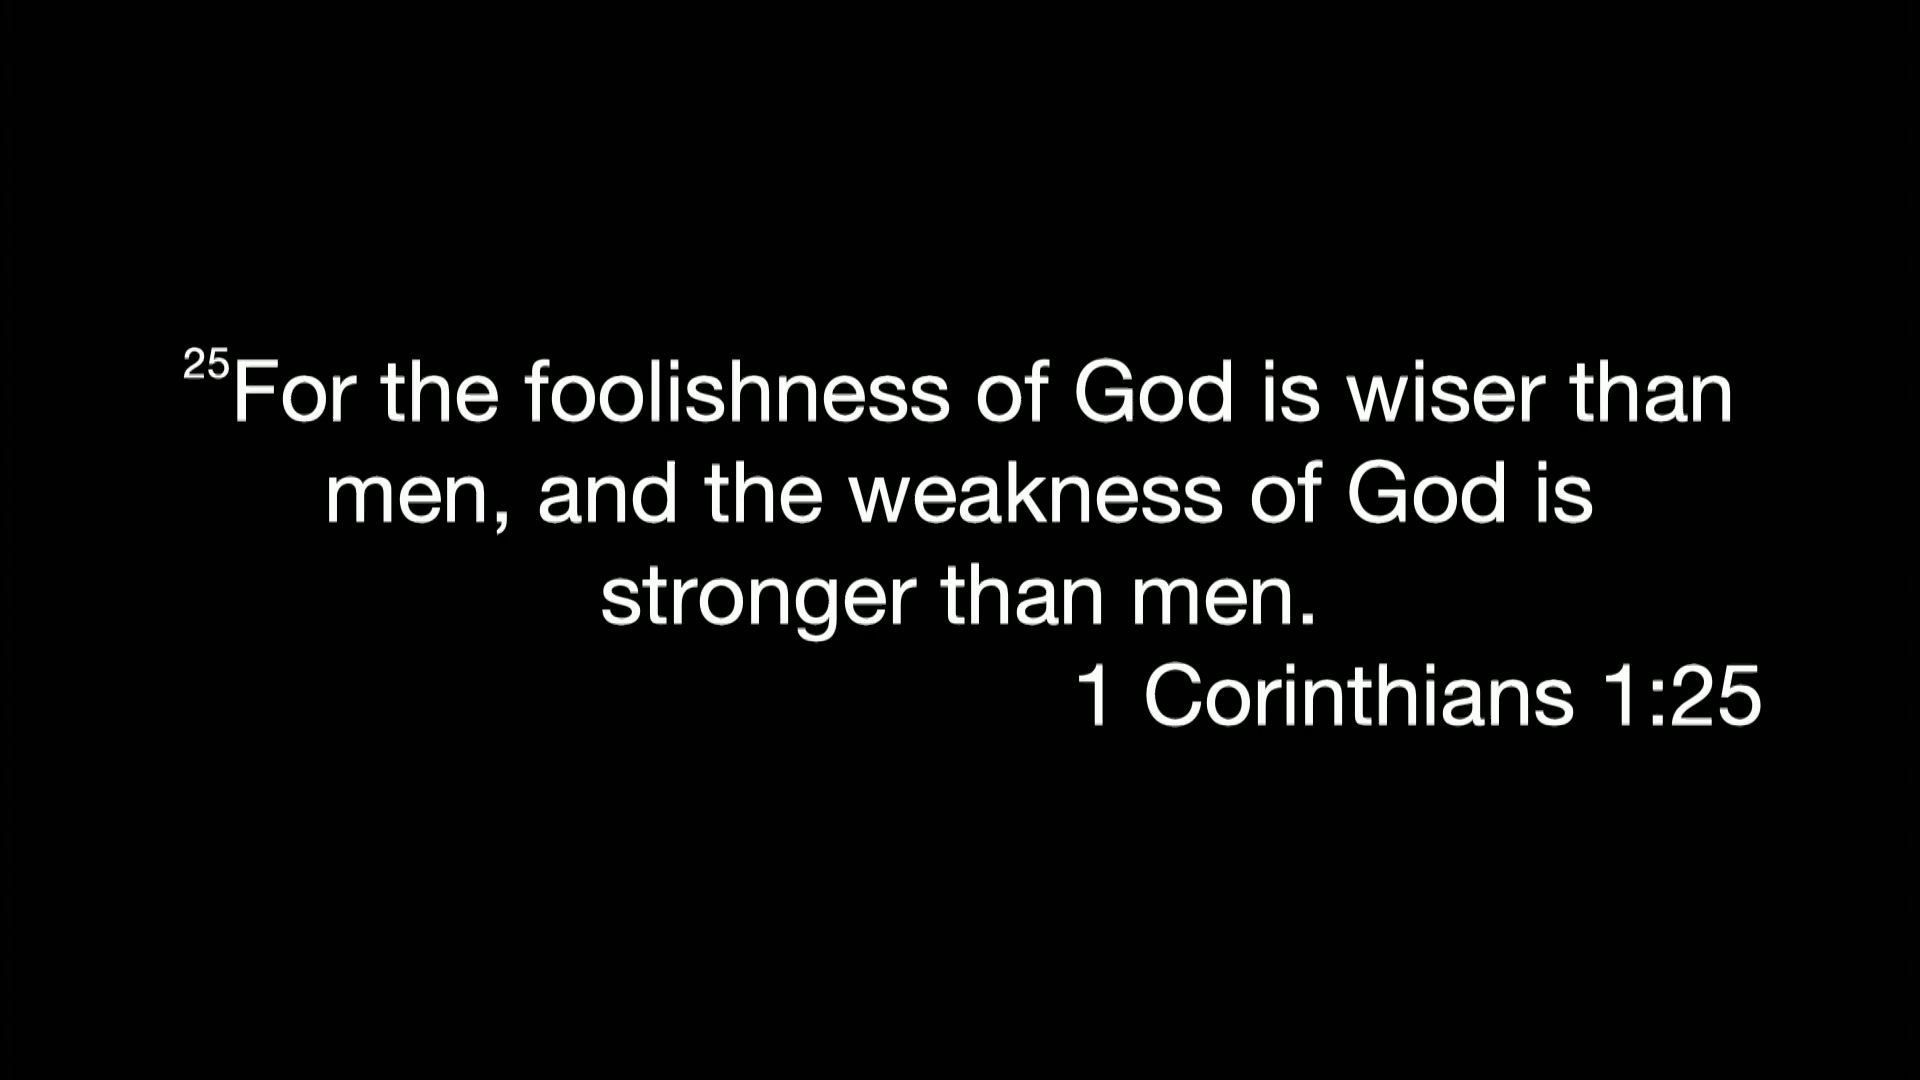 25For the foolishness of God is wiser than
men, and the weakness of God is
stronger than men.
1 Corinthians 1:25